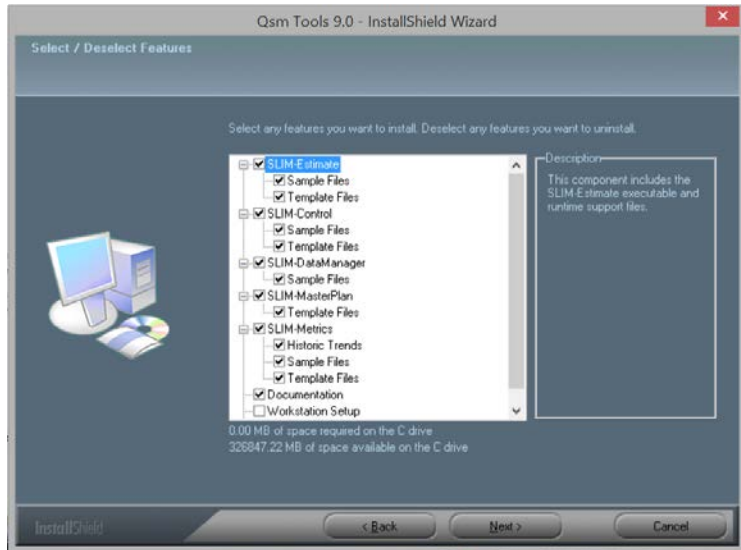 Qsm Tools 9.0 - InstallShield Wizard
Select / Deselect Features
Select any features you want to install. Deselect any features you want to uninstall.
SLIM-Estimate
Sample Files
Template Files
SLIM-Control
Sample Files
Template Files
SLIM-DataManager
Sample Files
SLIM-MasterPlan
Template Files
SLIM-Metrics
Historic Trends
Sample Files
Template Files
Documentation
Workstation Setup
Description
This component includes the
SLIM-Estimate executable and
runtime support files.
0.00 MB of space required on the C drive
326847.22 MB of space available on the C drive
InstallShield
< Back
Next >
Cancel